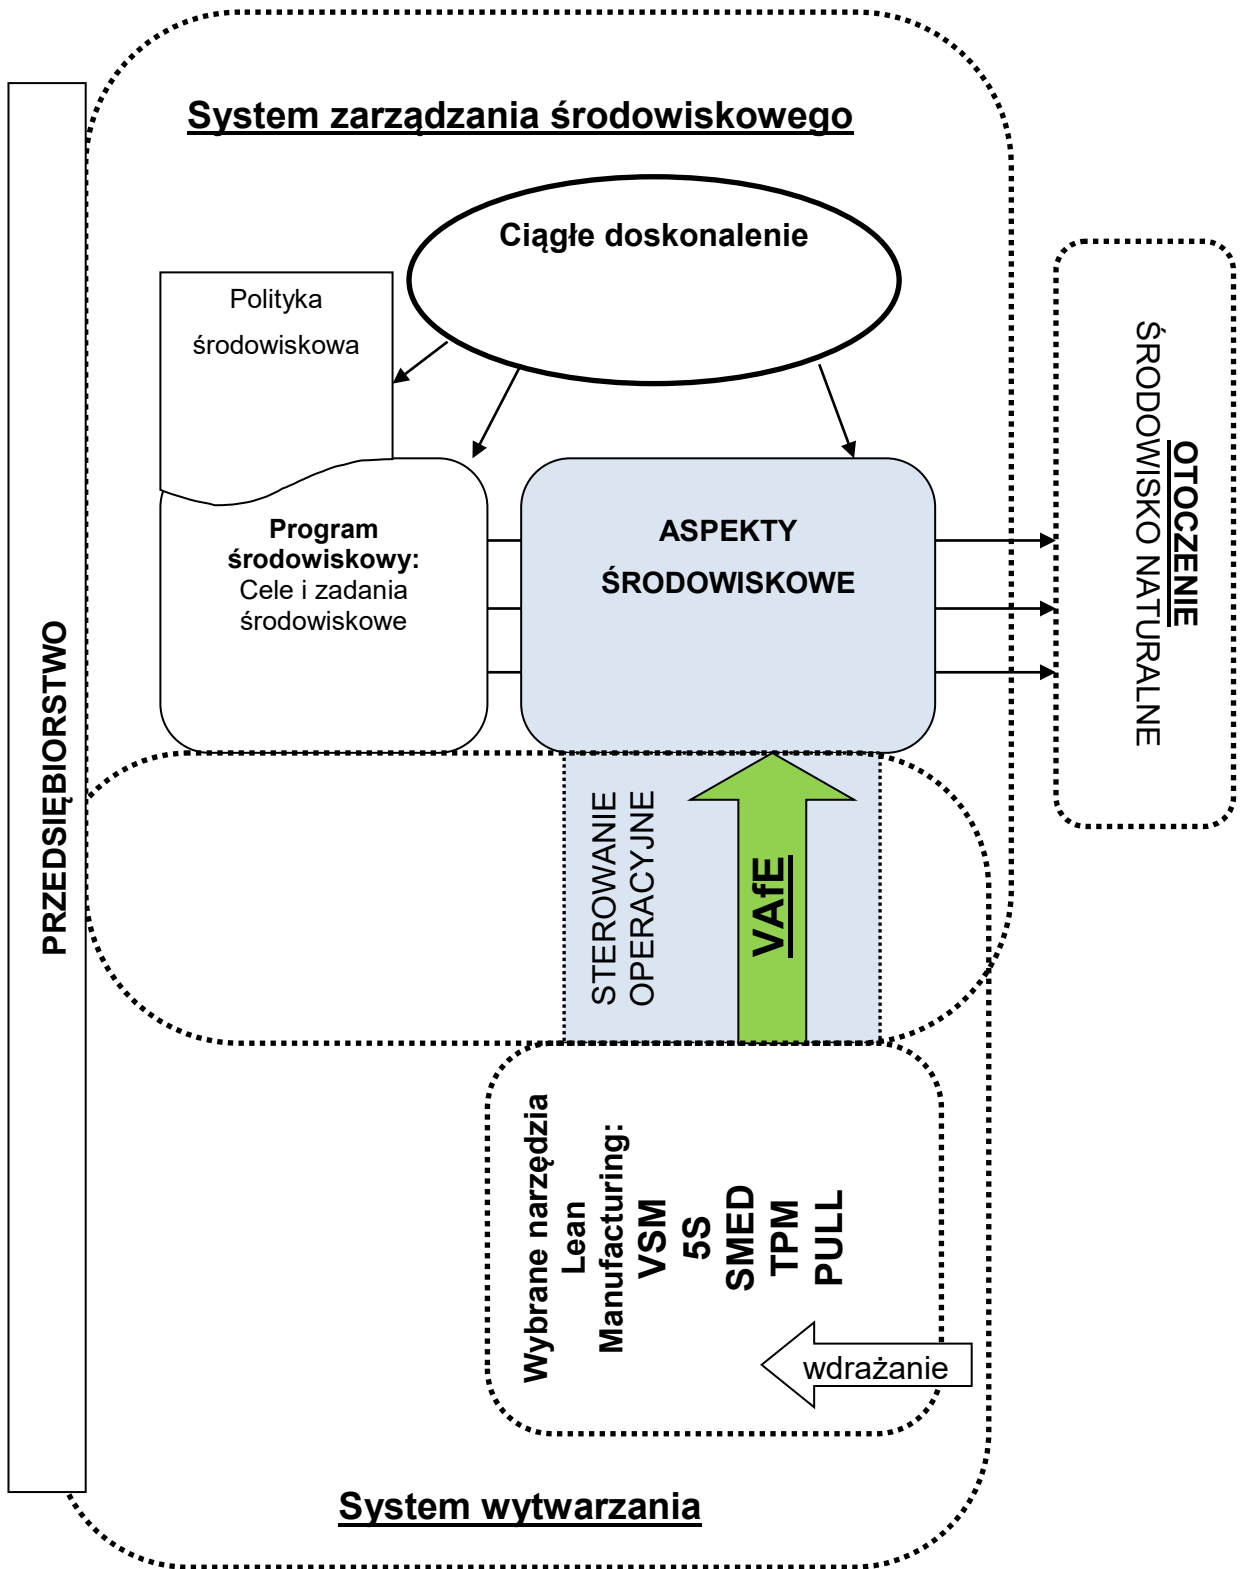 System zarządzania środowiskowego
Ciągłe doskonalenie
Polityka
środowiskowa
Program
środowiskowy:
Cele i zadania
środowiskowe
ASPEKTY
ŚRODOWISKOWE
OTOCZENIE
ŚRODOWISKO NATURALNE
PRZEDSIĘBIORSTWO
STEROWANIE
OPERACYJNE
VAfE
Wybrane narzędzia
Lean
Manufacturing:
VSM
5S
SMED
TPM
PULL
wdrażanie
System wytwarzania